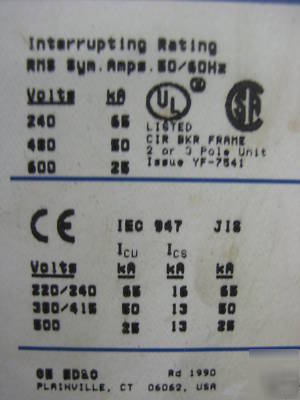 Interrupting Rating
RMS Sym. Amps. 50/60Hz
Volts kA
240 65
480 50
600 25
UL ® SA
LISTED
CIR BKR FRAME
2 or 3 Pole Unit
Issue YF-7541
CE IEC 947 JIS
ICU ICS
Volts kA kA kA
220/240 65 16 65
380/415 50 13 50
500 25 13 25
GE ED&C Rd 1990
PLAINVILLE, CT 06062, USA